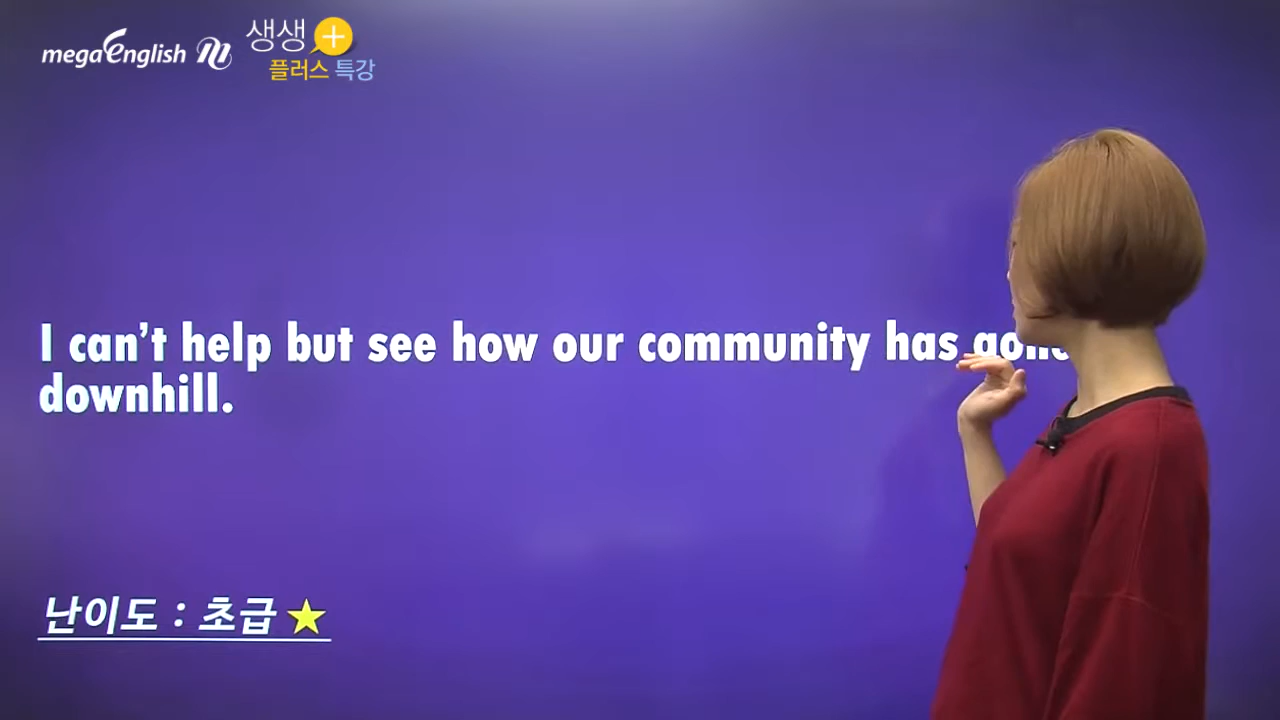 megaEnglish m 생생+
플러스 특강
I can't help but see how our community has gone
downhill.
난이도 : 초급